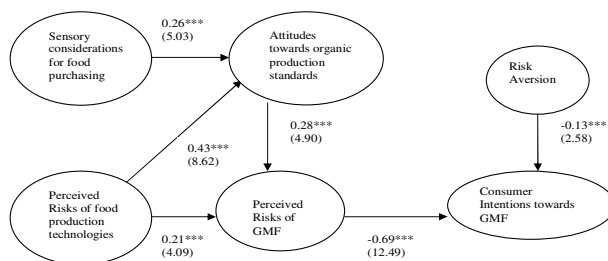 0.26***
(5.03)
Sensory
considerations
for food
purchasing
Attitudes
towards organic
production
standards
Risk
Aversion
0.28***
(4.90)
-0.13***
(2.58)
0.43***
(8.62)
Perceived
Risks of food
production
technologies
Perceived
Risks of
GMF
Consumer
Intentions towards
GMF
0.21***
(4.09)
-0.69***
(12.49)